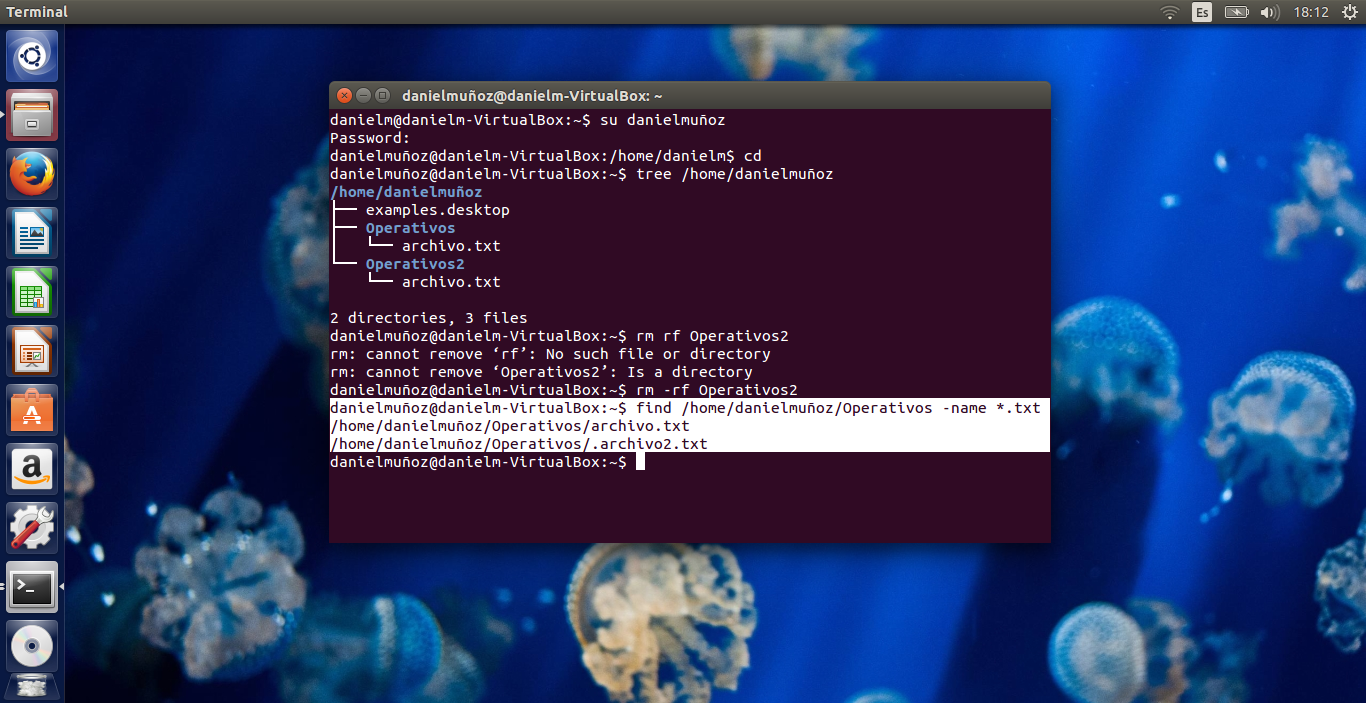 Terminal
Es
18:12
danielmuñoz@danielm-VirtualBox: ~
danielm@danielm-VirtualBox:~$ su danielmuñoz
Password:
danielmuñoz@danielm-VirtualBox:/home/danielm$ cd
danielmuñoz@danielm-VirtualBox:~$ tree /home/danielmuñoz
/home/danielmuñoz
├── examples.desktop
├── Operativos
│   └── archivo.txt
└── Operativos2
    └── archivo.txt
2 directories, 3 files
danielmuñoz@danielm-VirtualBox:~$ rm rf Operativos2
rm: cannot remove ‘rf’: No such file or directory
rm: cannot remove ‘Operativos2’: Is a directory
danielmuñoz@danielm-VirtualBox:~$ rm -rf Operativos2
danielmuñoz@danielm-VirtualBox:~$ find /home/danielmuñoz/Operativos -name *.txt
/home/danielmuñoz/Operativos/archivo.txt
/home/danielmuñoz/Operativos/.archivo2.txt
danielmuñoz@danielm-VirtualBox:~$